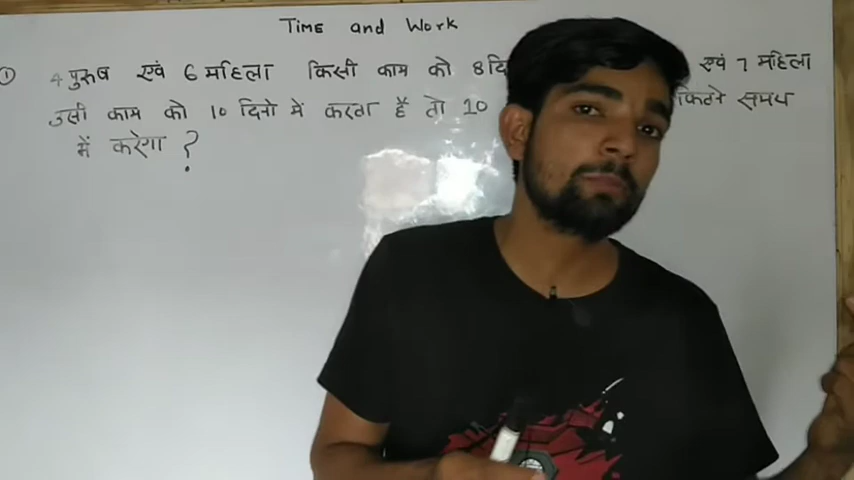 Time and Work
① 4 पुरुष एवं 6 महिला किसी काम को 8 दि एवं 7 महिला
उसी काम को 10 दिनो में करता है तो 10 कितने समय
में करेगा ?